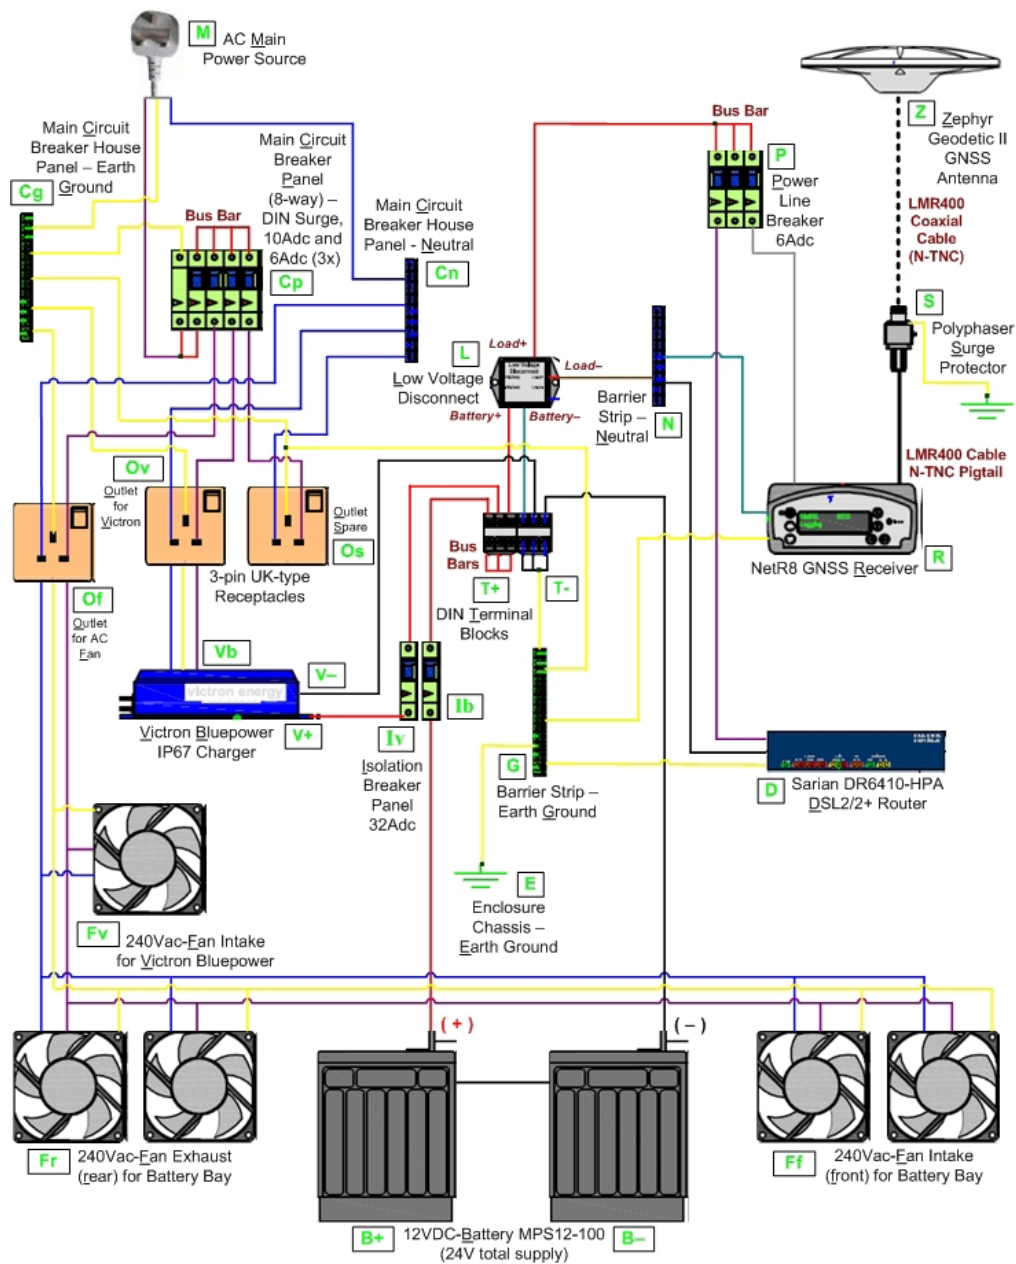 M
AC Main
Power Source
Main Circuit
Breaker House
Panel – Earth
Ground
Cg
Main Circuit
Breaker
Panel
(8-way) –
DIN Surge,
10Adc and
6Adc (3x)
Bus Bar
Cp
Main Circuit
Breaker House
Panel - Neutral
Cn
Bus Bar
P
Power
Line
Breaker
6Adc
Z
Zephyr
Geodetic II
GNSS
Antenna
LMR400
Coaxial
Cable
(N-TNC)
S
Polyphaser
Surge
Protector
L
Low Voltage
Disconnect
Load+
Load–
Low Voltage
Disconnect
Battery+
Battery–
Barrier
Strip –
Neutral
N
LMR400 Cable
N-TNC Pigtail
Ov
Outlet
for
Victron
Outlet
Spare
Os
3-pin UK-type
Receptacles
Of
Outlet
for AC
Fan
Bus
Bars
T+
T-
DIN Terminal
Blocks
NetR8 GNSS Receiver
R
Vb
V–
victron energy
V+
Victron Bluepower
IP67 Charger
Iv
Ib
Isolation
Breaker
Panel
32Adc
G
Barrier Strip –
Earth Ground
D
Sarian DR6410-HPA
DSL2/2+ Router
E
Enclosure
Chassis –
Earth Ground
Fv
240Vac-Fan Intake
for Victron Bluepower
( + )
( – )
Fr
240Vac-Fan Exhaust
(rear) for Battery Bay
Ff
240Vac-Fan Intake
(front) for Battery Bay
B+
12VDC-Battery MPS12-100
(24V total supply)
B–